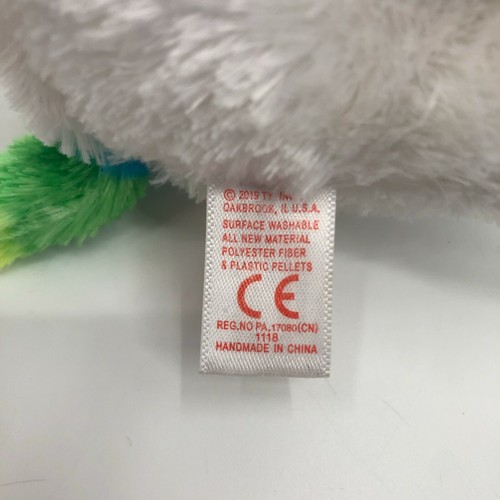 © 2015 TY INC
OAKBROOK, IL U.S.A.
SURFACE WASHABLE
ALL NEW MATERIAL
POLYESTER FIBER
& PLASTIC PELLETS
CE
REG.NO PA.17080(CN)
1118
HANDMADE IN CHINA